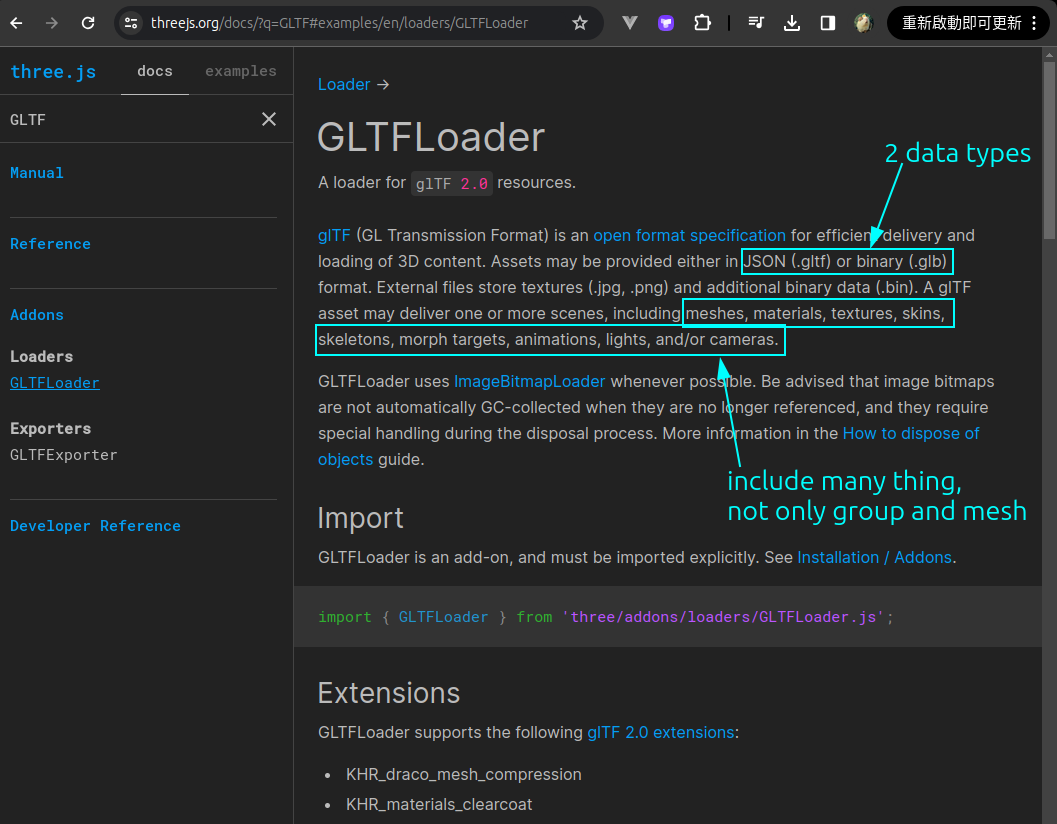 threejs.org/docs/?q=GLTF#examples/en/loaders/GLTFLoader
重新啟動即可更新
three.js
docs
examples
GLTF
Manual
Reference
Addons
Loaders
GLTFLoader
Exporters
GLTFExporter
Developer Reference
Loader →
GLTFLoader
2 data types
A loader for glTF 2.0 resources.
glTF (GL Transmission Format) is an open format specification for efficient delivery and
loading of 3D content. Assets may be provided either in JSON (.gltf) or binary (.glb)
format. External files store textures (.jpg, .png) and additional binary data (.bin). A glTF
asset may deliver one or more scenes, including meshes, materials, textures, skins,
skeletons, morph targets, animations, lights, and/or cameras.
GLTFLoader uses ImageBitmapLoader whenever possible. Be advised that image bitmaps
are not automatically GC-collected when they are no longer referenced, and they require
special handling during the disposal process. More information in the How to dispose of
objects guide.
include many thing,
not only group and mesh
Import
GLTFLoader is an add-on, and must be imported explicitly. See Installation / Addons.
import { GLTFLoader } from 'three/addons/loaders/GLTFLoader.js';
Extensions
GLTFLoader supports the following glTF 2.0 extensions:
• KHR_draco_mesh_compression
• KHR_materials_clearcoat